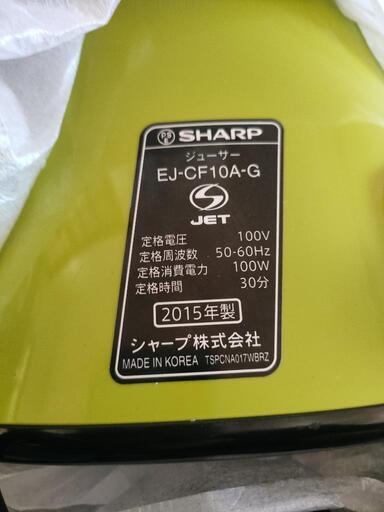 PS E SHARP
ジューサー
EJ-CF10A-G
S
JET
定格電圧 100V
定格周波数 50-60Hz
定格消費電力 100W
定格時間 30分
2015年製
シャープ株式会社
MADE IN KOREA TSPCNA017WBRZ